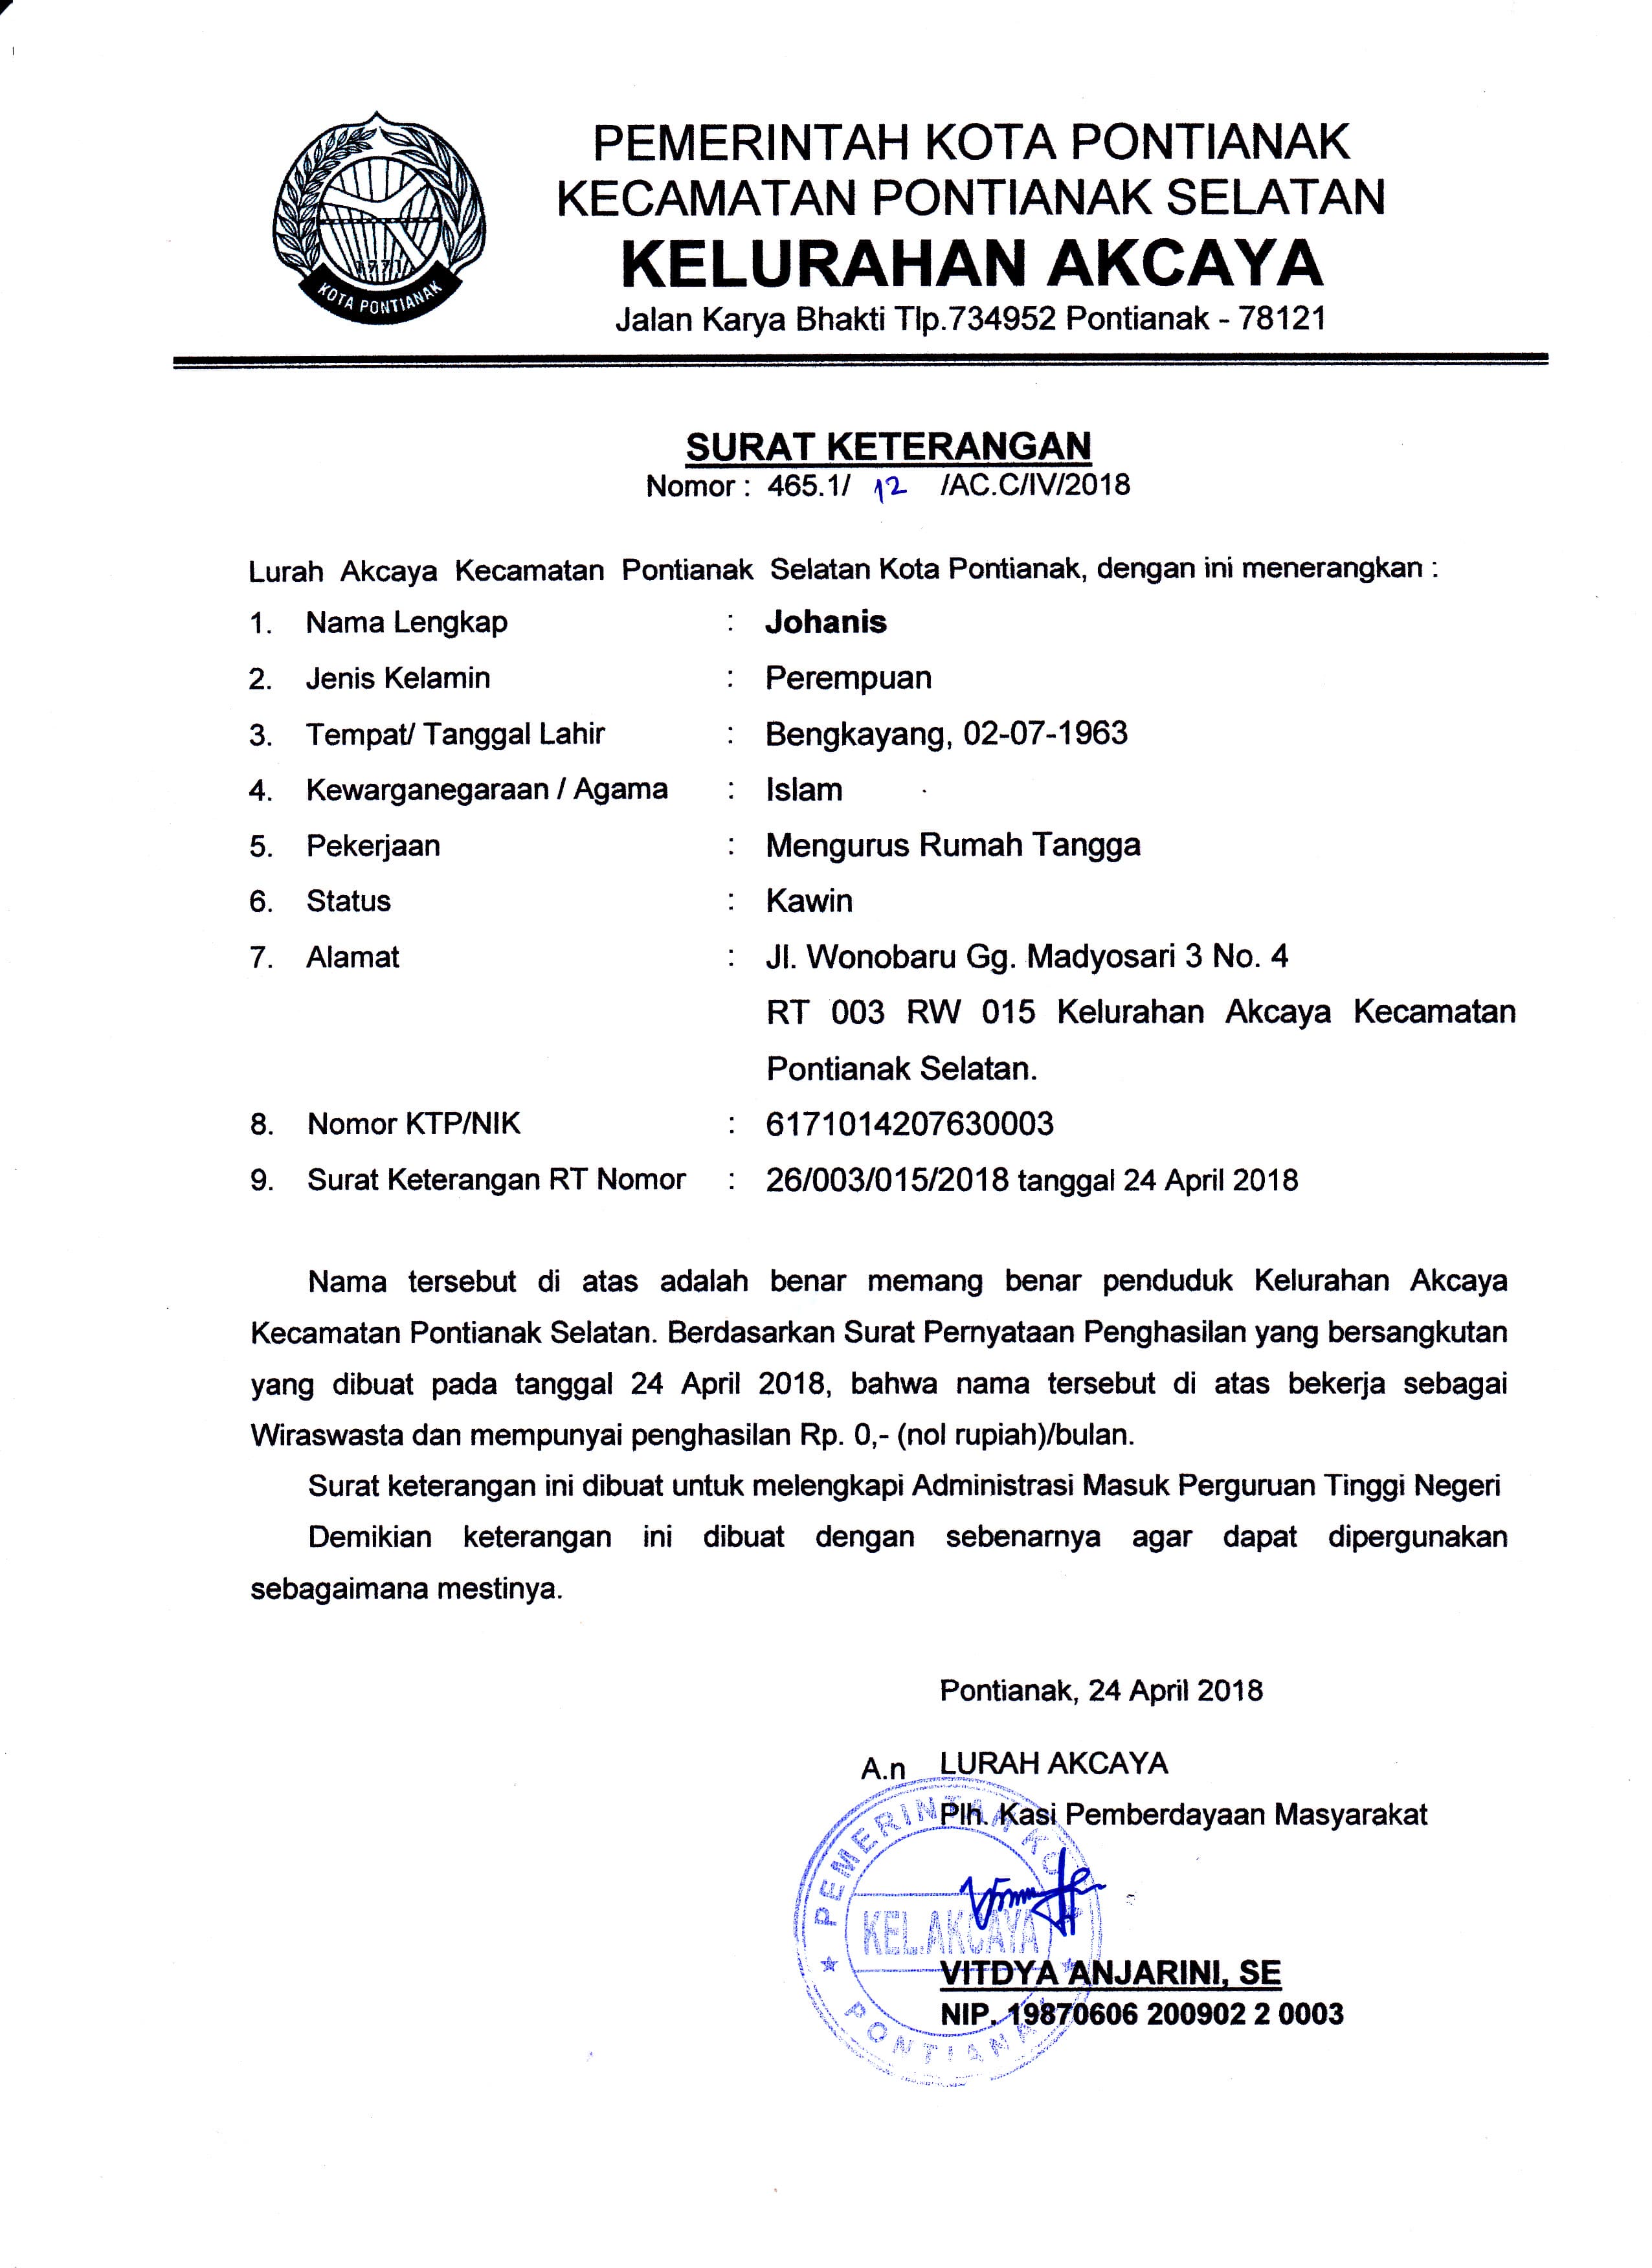 PEMERINTAH KOTA PONTIANAK
KECAMATAN PONTIANAK SELATAN
KELURAHAN AKCAYA
Jalan Karya Bhakti Tlp.734952 Pontianak - 78121
1771
KOTA PONTIANAK
SURAT KETERANGAN
Nomor : 465.1/ 12 /AC.C/IV/2018
Lurah Akcaya Kecamatan Pontianak Selatan Kota Pontianak, dengan ini menerangkan :
1. Nama Lengkap : Johanis
2. Jenis Kelamin : Perempuan
3. Tempat/ Tanggal Lahir : Bengkayang, 02-07-1963
4. Kewarganegaraan / Agama : Islam
5. Pekerjaan : Mengurus Rumah Tangga
6. Status : Kawin
7. Alamat : Jl. Wonobaru Gg. Madyosari 3 No. 4
RT 003 RW 015 Kelurahan Akcaya Kecamatan
Pontianak Selatan.
8. Nomor KTP/NIK : 6171014207630003
9. Surat Keterangan RT Nomor : 26/003/015/2018 tanggal 24 April 2018
Nama tersebut di atas adalah benar memang benar penduduk Kelurahan Akcaya
Kecamatan Pontianak Selatan. Berdasarkan Surat Pernyataan Penghasilan yang bersangkutan
yang dibuat pada tanggal 24 April 2018, bahwa nama tersebut di atas bekerja sebagai
Wiraswasta dan mempunyai penghasilan Rp. 0,- (nol rupiah)/bulan.
Surat keterangan ini dibuat untuk melengkapi Administrasi Masuk Perguruan Tinggi Negeri
Demikian keterangan ini dibuat dengan sebenarnya agar dapat dipergunakan
sebagaimana mestinya.
Pontianak, 24 April 2018
A.n LURAH AKCAYA
Plh. Kasi Pemberdayaan Masyarakat
PEMERINTAH KO
KEL.AKCAYA
PONTIANA
VITDYA ANJARINI, SE
NIP. 19870606 200902 2 0003